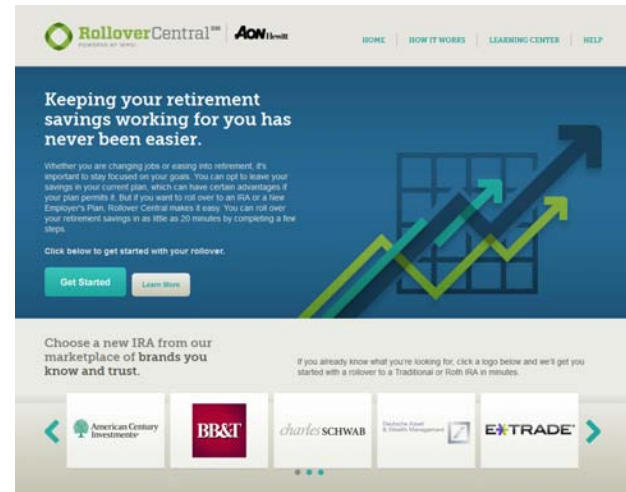 RolloverCentral℠ AON Hewitt
POWERED BY WMSI
HOME HOW IT WORKS LEARNING CENTER HELP
Keeping your retirement
savings working for you has
never been easier.
Whether you are changing jobs or easing into retirement, it's
important to stay focused on your goals. You can opt to leave your
savings in your current plan, which can have certain advantages if
your plan permits it. But if you want to roll over to an IRA or a New
Employer's Plan, Rollover Central makes it easy. You can roll over
your retirement savings in as little as 20 minutes by completing a few
steps.
Click below to get started with your rollover.
Get Started Learn More
Choose a new IRA from our
marketplace of brands you
know and trust.
If you already know what you're looking for, click a logo below and we'll get you
started with a rollover to a Traditional or Roth IRA in minutes.
American Century
Investments
BB&T
charles SCHWAB
Deutsche Asset
& Wealth Management
E*TRADE